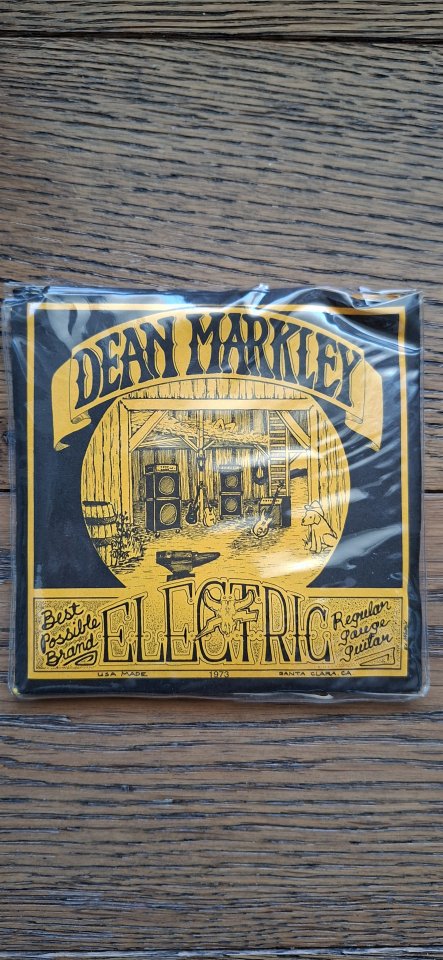 DEAN MARKLEY
Best
Possible
Brand
ELECTRIC
Regular
Gauge
Guitar
USA MADE
1973
SANTA CLARA, CA